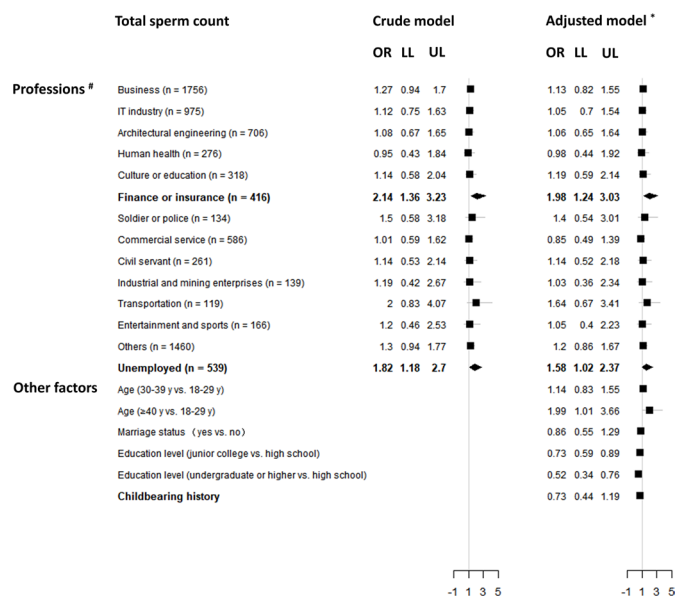 Total sperm count Crude model Adjusted model *
OR LL UL OR LL UL
Professions #
Business (n = 1756) 1.27 0.94 1.7 1.13 0.82 1.55
IT industry (n = 975) 1.12 0.75 1.63 1.05 0.7 1.54
Architectural engineering (n = 706) 1.08 0.67 1.65 1.06 0.65 1.64
Human health (n = 276) 0.95 0.43 1.84 0.98 0.44 1.92
Culture or education (n = 318) 1.14 0.58 2.04 1.19 0.59 2.14
Finance or insurance (n = 416) 2.14 1.36 3.23 1.98 1.24 3.03
Soldier or police (n = 134) 1.5 0.58 3.18 1.4 0.54 3.01
Commercial service (n = 586) 1.01 0.59 1.62 0.85 0.49 1.39
Civil servant (n = 261) 1.14 0.53 2.14 1.14 0.52 2.18
Industrial and mining enterprises (n = 139) 1.19 0.42 2.67 1.03 0.36 2.34
Transportation (n = 119) 2 0.83 4.07 1.64 0.67 3.41
Entertainment and sports (n = 166) 1.2 0.46 2.53 1.05 0.4 2.23
Others (n = 1460) 1.3 0.94 1.77 1.2 0.86 1.67
Unemployed (n = 539) 1.82 1.18 2.7 1.58 1.02 2.37
Other factors
Age (30-39 y vs. 18-29 y) 1.14 0.83 1.55
Age (≥40 y vs. 18-29 y) 1.99 1.01 3.66
Marriage status (yes vs. no) 0.86 0.55 1.29
Education level (junior college vs. high school) 0.73 0.59 0.89
Education level (undergraduate or higher vs. high school) 0.52 0.34 0.76
Childbearing history 0.73 0.44 1.19
-1 1 3 5 -1 1 3 5